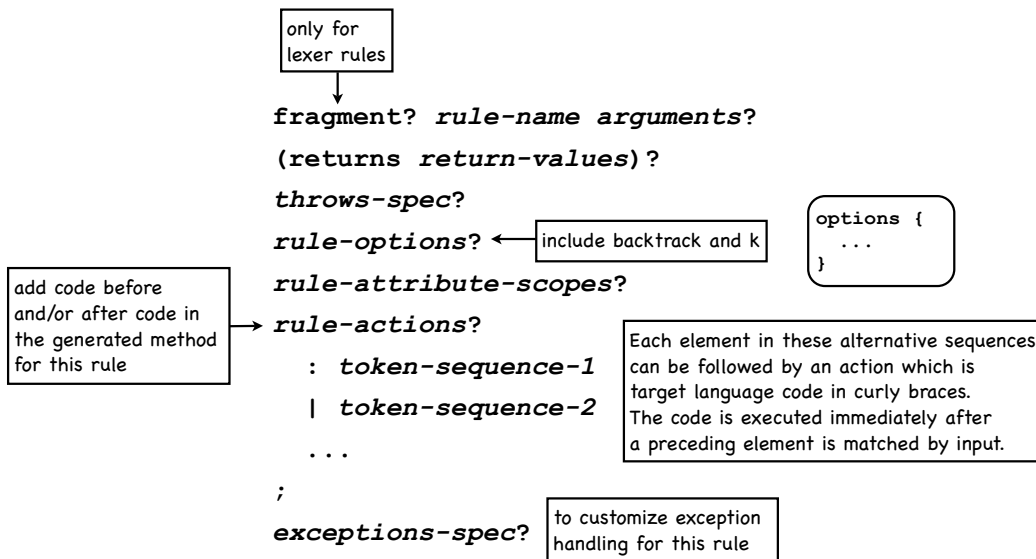 only for
lexer rules
fragment? rule-name arguments?
(returns return-values)?
throws-spec?
rule-options?
include backtrack and k
options {
...
}
rule-attribute-scopes?
add code before
and/or after code in
the generated method
for this rule
rule-actions?
: token-sequence-1
| token-sequence-2
...
;
Each element in these alternative sequences
can be followed by an action which is
target language code in curly braces.
The code is executed immediately after
a preceding element is matched by input.
exceptions-spec?
to customize exception
handling for this rule